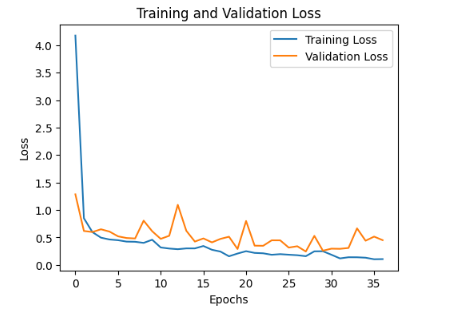 Training and Validation Loss
Training Loss
Validation Loss
4.0
3.5
3.0
2.5
2.0
1.5
1.0
0.5
0.0
Loss
0 5 10 15 20 25 30 35
Epochs